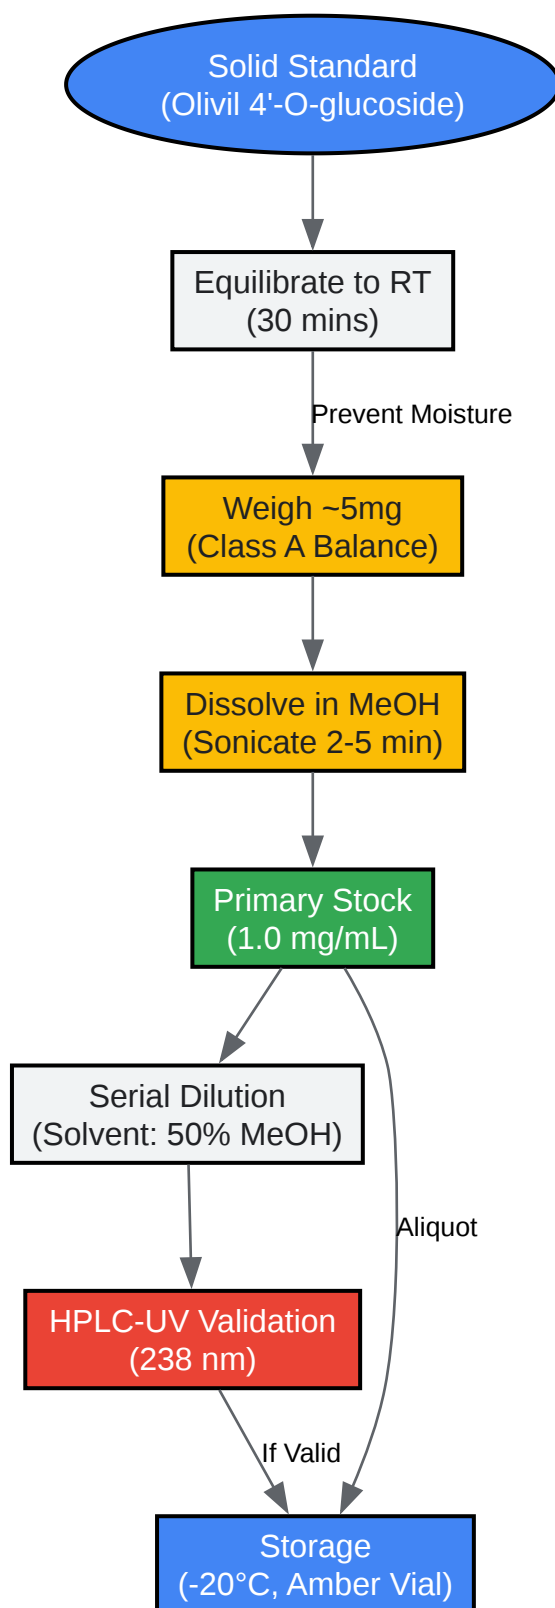 Solid Standard
(Olivil 4'-O-glucoside)
Equilibrate to RT
(30 mins)
Prevent Moisture
Weigh ~5mg
(Class A Balance)
Dissolve in MeOH
(Sonicate 2-5 min)
Primary Stock
(1.0 mg/mL)
Serial Dilution
(Solvent: 50% MeOH)
Aliquot
HPLC-UV Validation
(238 nm)
If Valid
Storage
(-20°C, Amber Vial)